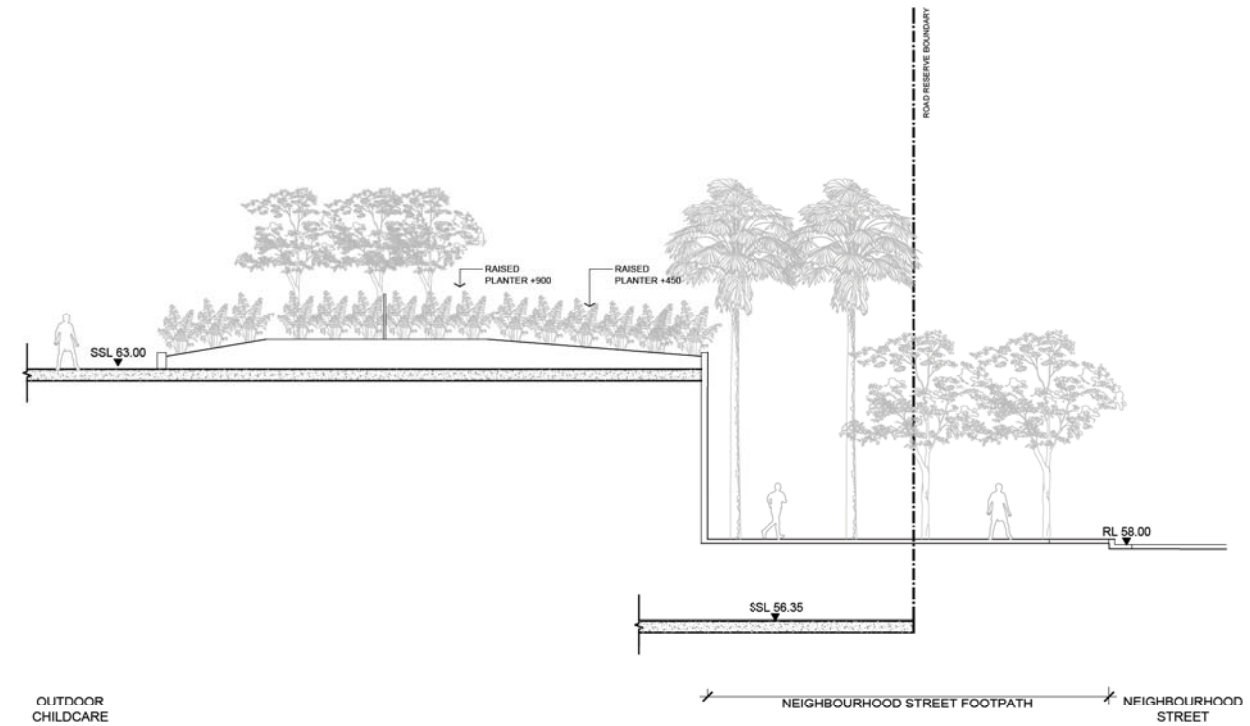 ROAD RESERVE BOUNDARY
RAISED
PLANTER +900
RAISED
PLANTER +450
SSL 63.00
RL 58.00
SSL 56.35
OUTDOOR
CHILDCARE
NEIGHBOURHOOD STREET FOOTPATH
NEIGHBOURHOOD
STREET